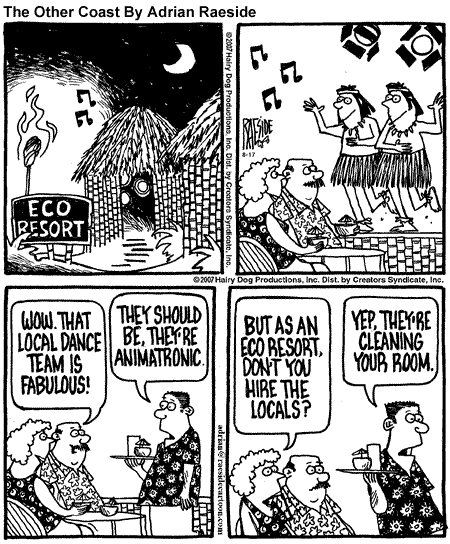 The Other Coast By Adrian Raeside
ECO
RESORT
©2007 Hairy Dog Productions, Inc. Dist. by Creators Syndicate, Inc.
RAESIDE
8-17
©2007 Hairy Dog Productions, Inc. Dist. by Creators Syndicate, Inc.
WOW. THAT
LOCAL DANCE
TEAM IS
FABULOUS!
THEY SHOULD
BE, THEY'RE
ANIMATRONIC.
adrian@raesidecartoon.com
BUT AS AN
ECO RESORT,
DON'T YOU
HIRE THE
LOCALS?
YEP, THEY'RE
CLEANING
YOUR ROOM.